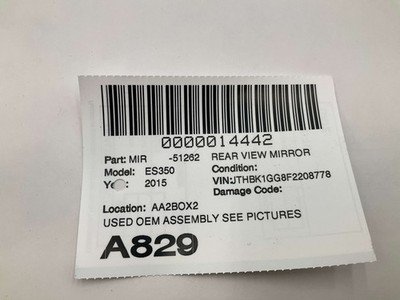 0000014442
Part: MIR -51262 REAR VIEW MIRROR
Model: ES350 Condition:
2015 VIN:JTHBK1GG8F2208778
Damage Code:
Location: AA2BOX2
USED OEM ASSEMBLY SEE PICTURES
A829